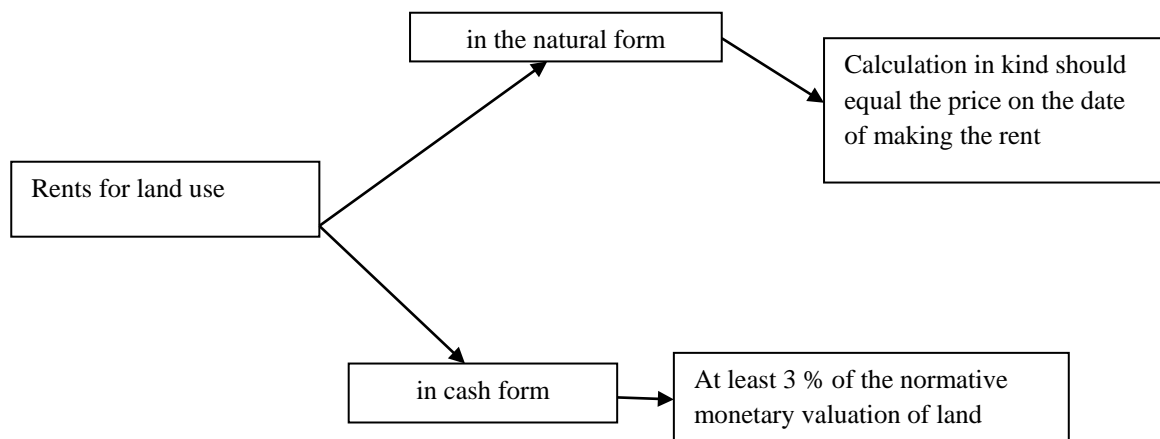 in the natural form
Calculation in kind should
equal the price on the date
of making the rent
Rents for land use
in cash form
At least 3 % of the normative
monetary valuation of land